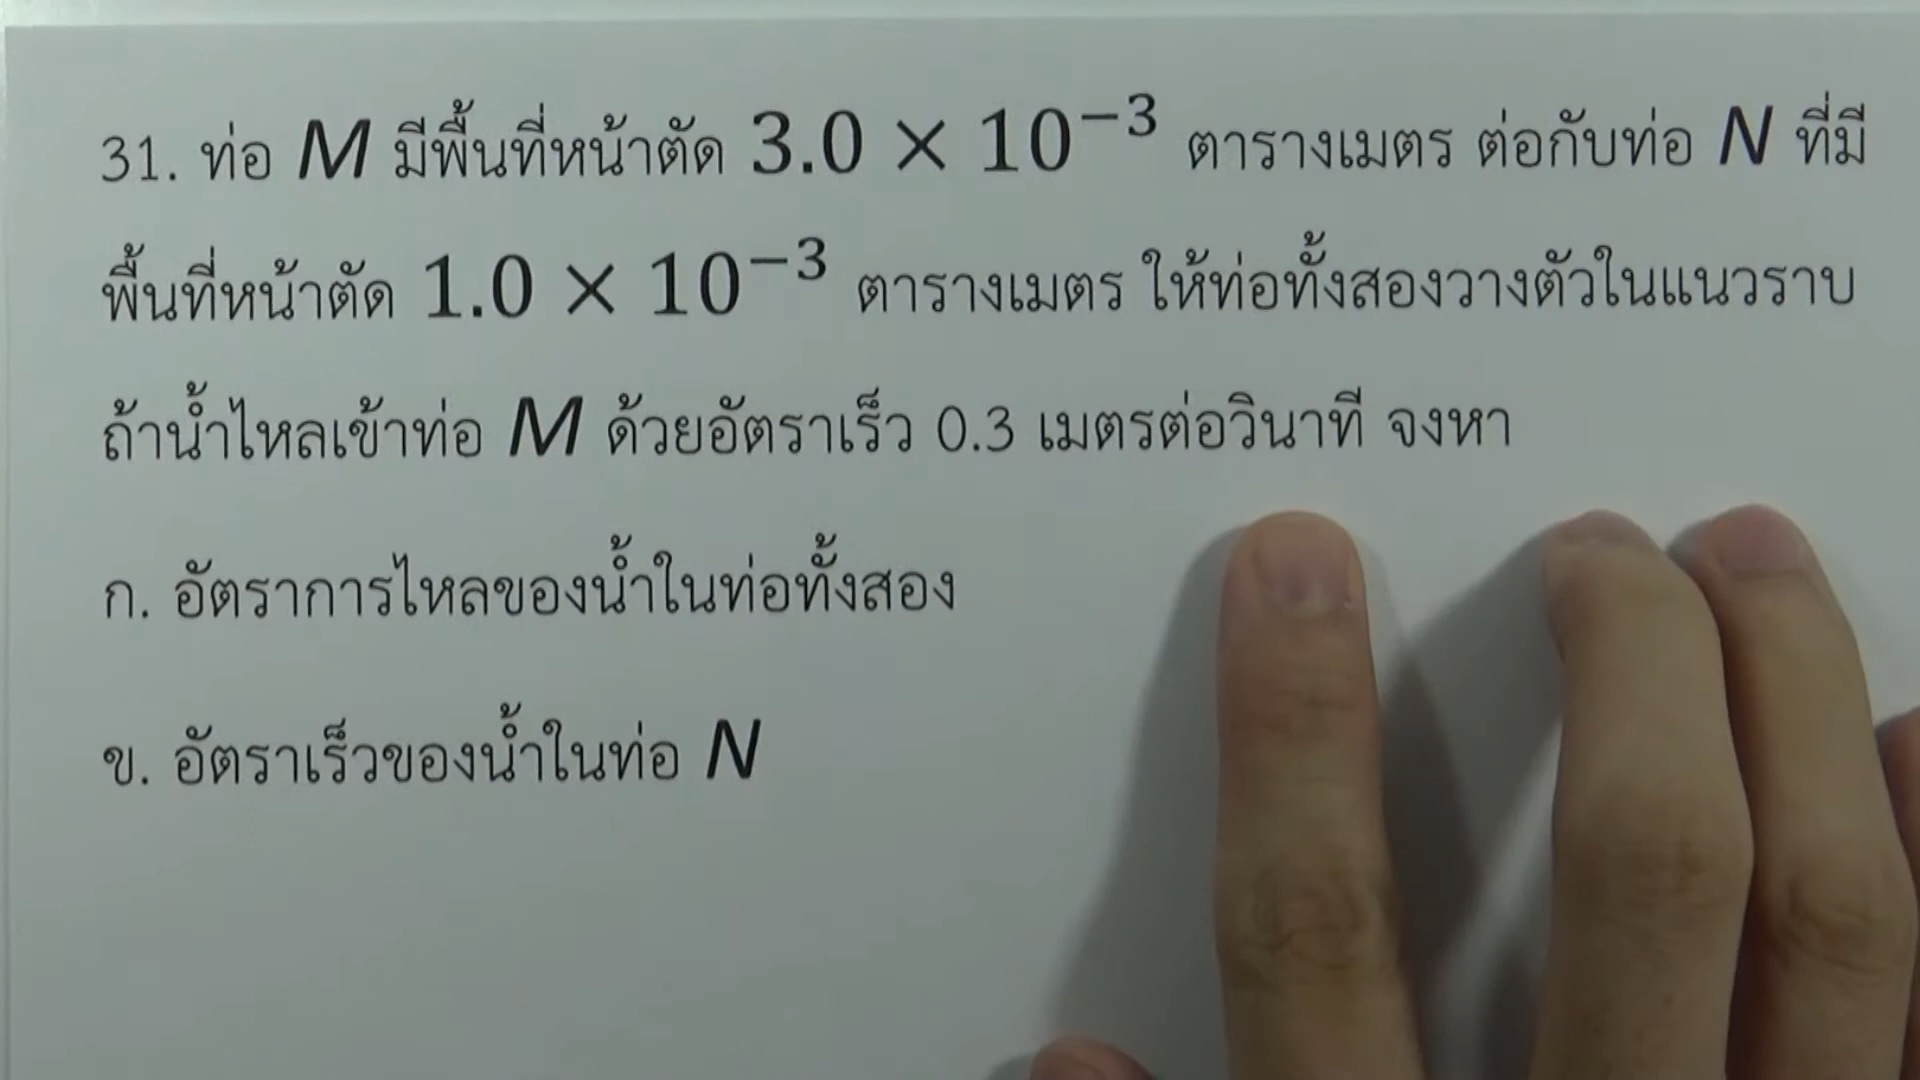 31. ท่อ M มีพื้นที่หน้าตัด 3.0 × 10⁻³ ตารางเมตร ต่อกับท่อ N ที่มี
พื้นที่หน้าตัด 1.0 × 10⁻³ ตารางเมตร ให้ท่อทั้งสองวางตัวในแนวราบ
ถ้าน้ำไหลเข้าท่อ M ด้วยอัตราเร็ว 0.3 เมตรต่อวินาที จงหา
ก. อัตราการไหลของน้ำในท่อทั้งสอง
ข. อัตราเร็วของน้ำในท่อ N